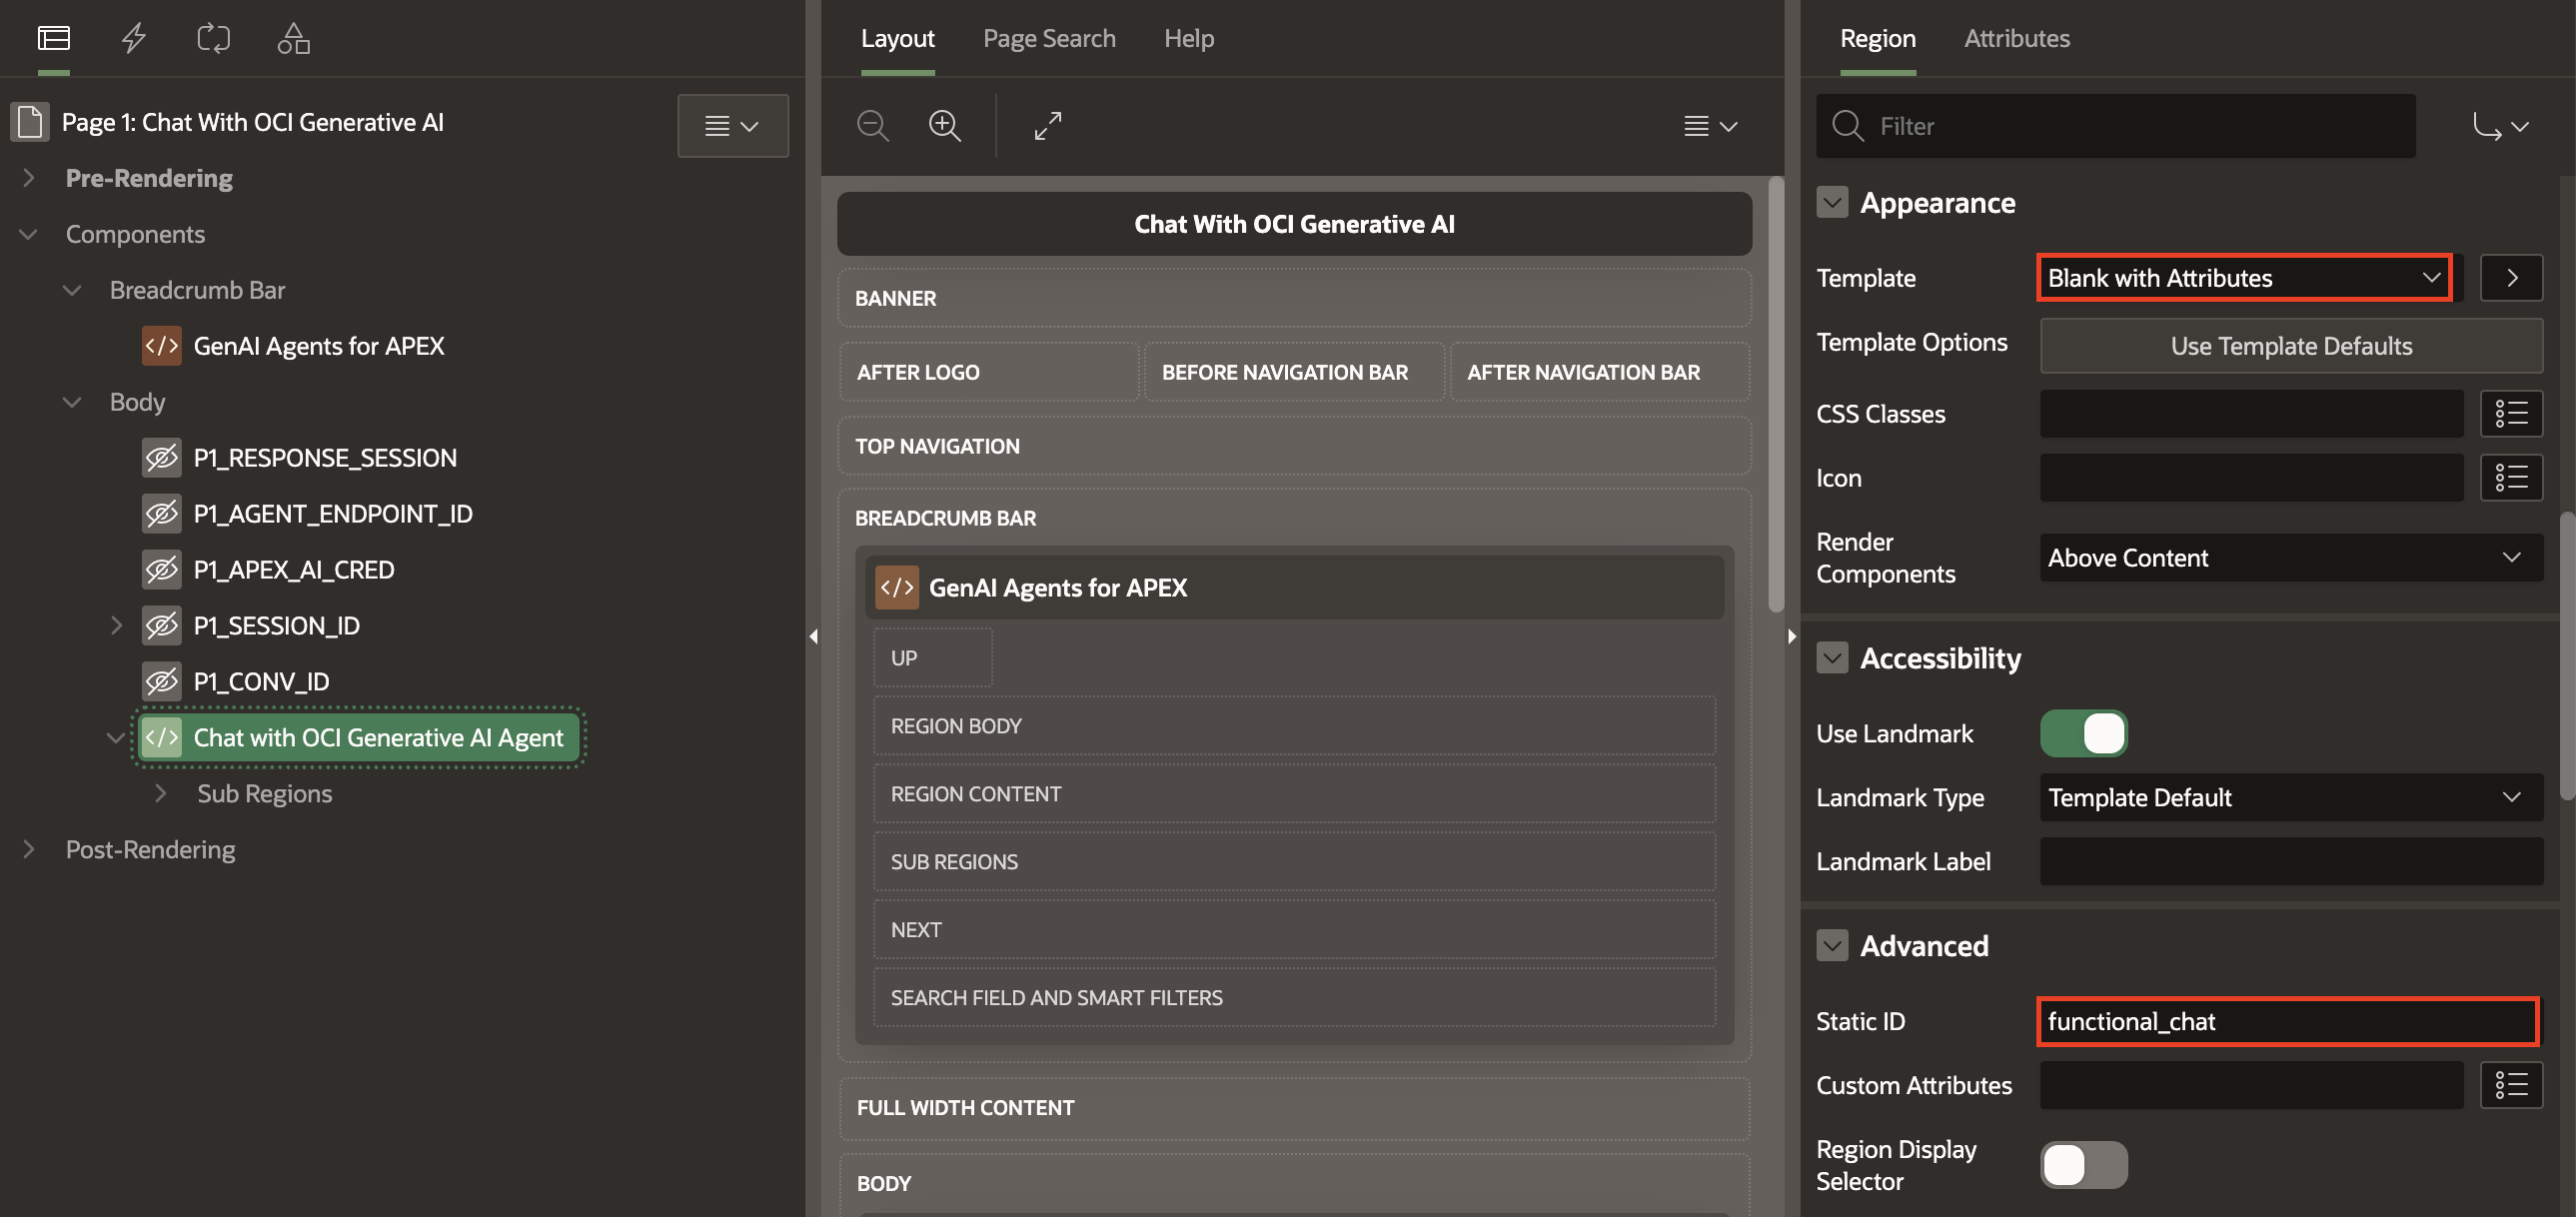 Page 1: Chat With OCI Generative AI
Pre-Rendering
Components
Breadcrumb Bar
GenAI Agents for APEX
Body
P1_RESPONSE_SESSION
P1_AGENT_ENDPOINT_ID
P1_APEX_AI_CRED
P1_SESSION_ID
P1_CONV_ID
Chat with OCI Generative AI Agent
Sub Regions
Post-Rendering
Layout Page Search Help
Chat With OCI Generative AI
BANNER
AFTER LOGO BEFORE NAVIGATION BAR AFTER NAVIGATION BAR
TOP NAVIGATION
BREADCRUMB BAR
GenAI Agents for APEX
UP
REGION BODY
REGION CONTENT
SUB REGIONS
NEXT
SEARCH FIELD AND SMART FILTERS
FULL WIDTH CONTENT
BODY
Region Attributes
Filter
Appearance
Template Blank with Attributes
Template Options Use Template Defaults
CSS Classes
Icon
Render
Components
Above Content
Accessibility
Use Landmark
Landmark Type Template Default
Landmark Label
Advanced
Static ID functional_chat
Custom Attributes
Region Display
Selector